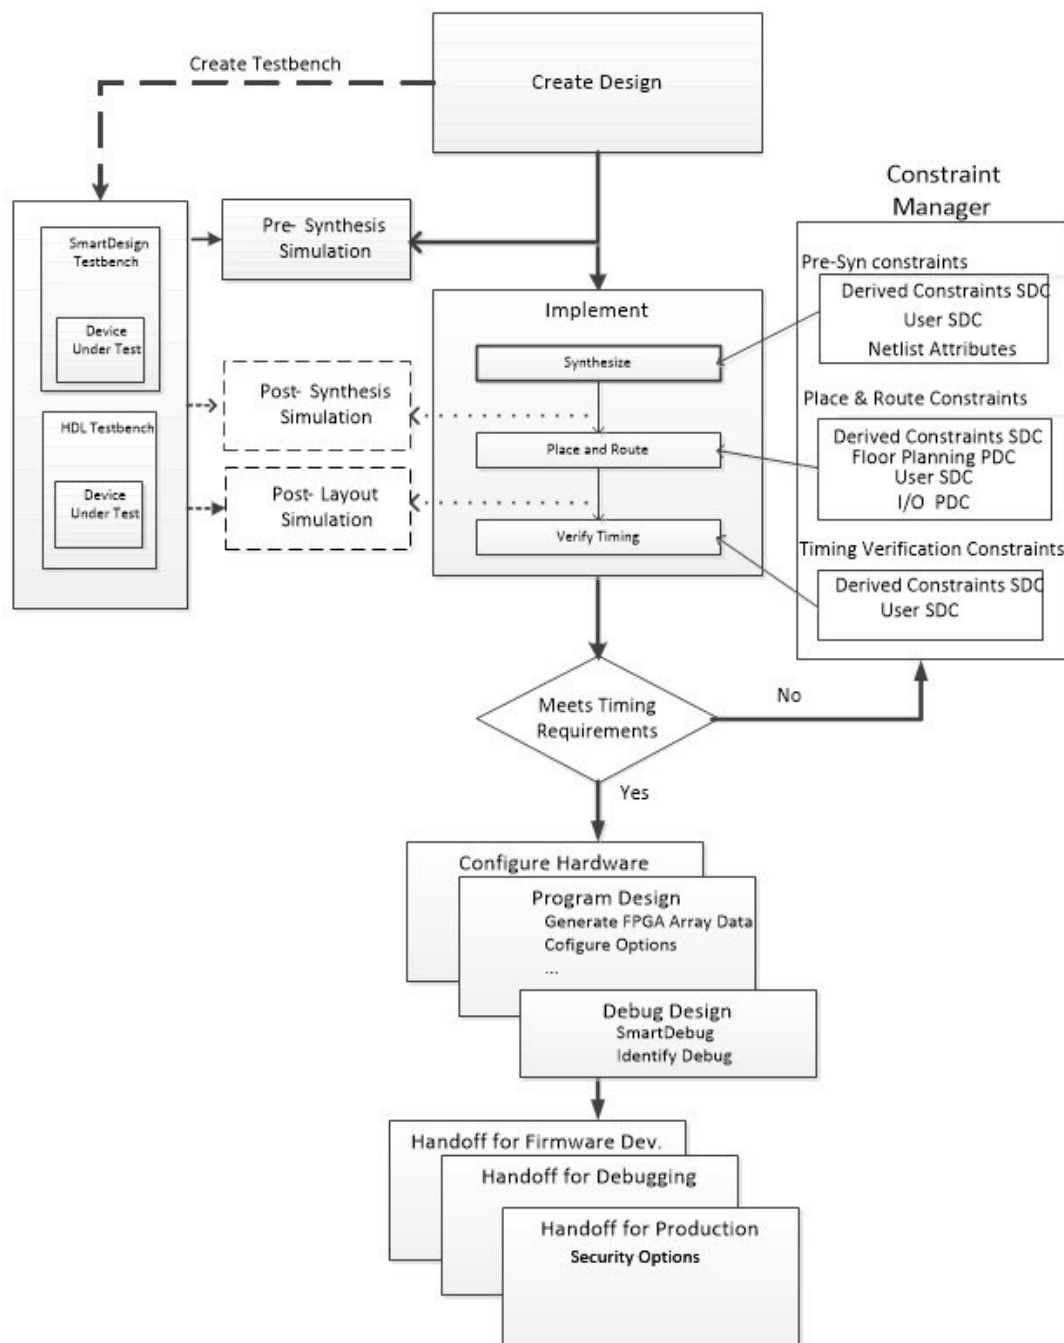 Create Testbench
Create Design
Constraint
Manager
SmartDesign
Testbench
Device
Under Test
Pre- Synthesis
Simulation
Implement
Synthesize
Pre-Syn constraints
Derived Constraints SDC
User SDC
Netlist Attributes
Post- Synthesis
Simulation
Place & Route Constraints
HDL Testbench
Device
Under Test
Place and Route
Derived Constraints SDC
Floor Planning PDC
User SDC
I/O PDC
Post- Layout
Simulation
Verify Timing
Timing Verification Constraints
Derived Constraints SDC
User SDC
Meets Timing
Requirements
No
Yes
Configure Hardware
Program Design
Generate FPGA Array Data
Cofigure Options
...
Debug Design
SmartDebug
Identify Debug
Handoff for Firmware Dev.
Handoff for Debugging
Handoff for Production
Security Options